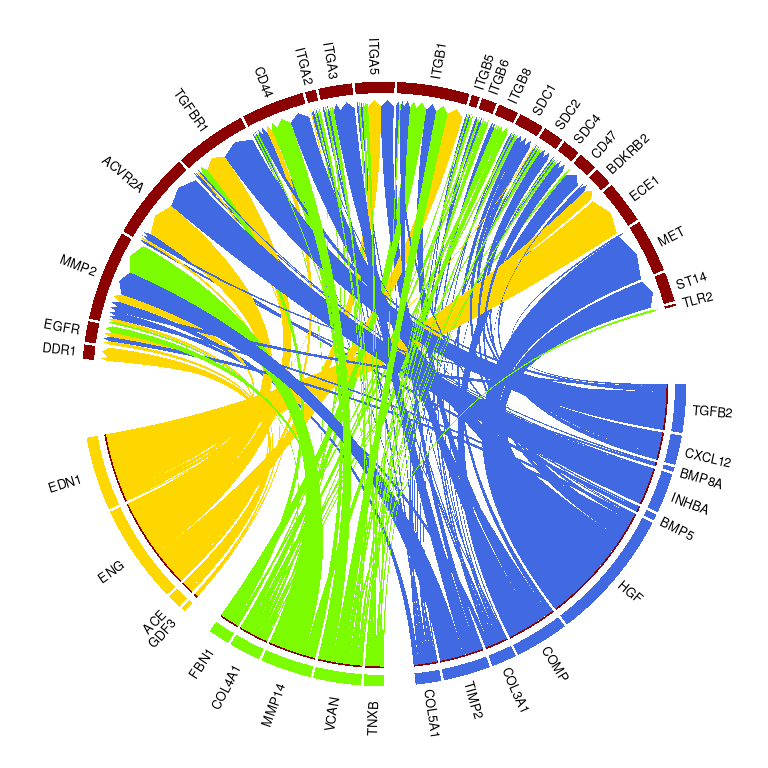 DDR1
EGFR
MMP2
ACVR2A
TGFBR1
CD44
ITGA2
ITGA3
ITGA5
ITGB1
ITGB5
ITGB6
ITGB8
SDC1
SDC2
SDC4
CD47
BDKRB2
ECE1
MET
ST14
TLR2
TGFB2
CXCL12
BMP8A
INHBA
BMP5
HGF
COMP
COL3A1
TIMP2
COL5A1
TNXB
VCAN
MMP14
COL4A1
FBN1
GDF3
ACE
ENG
EDN1